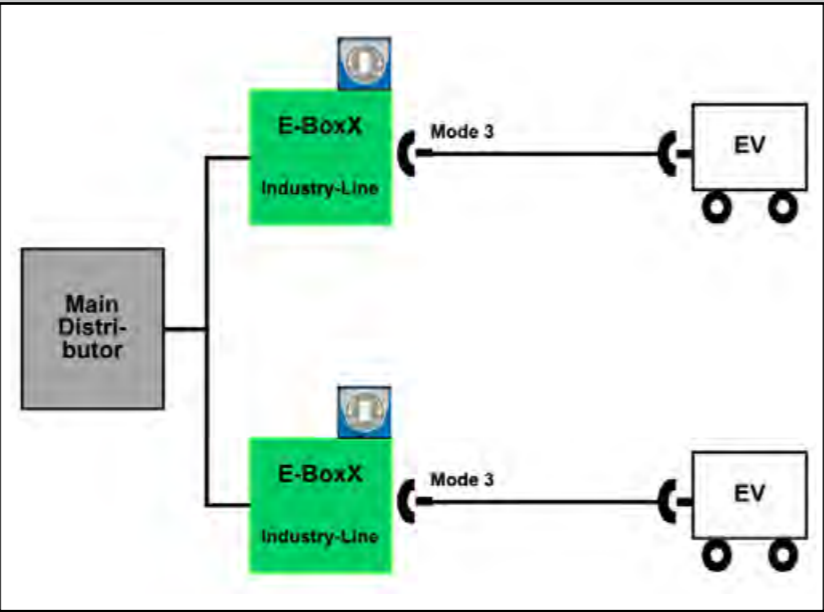 E-BoxX
Industry-Line
Mode 3
EV
Main
Distri-
butor
E-BoxX
Industry-Line
Mode 3
EV